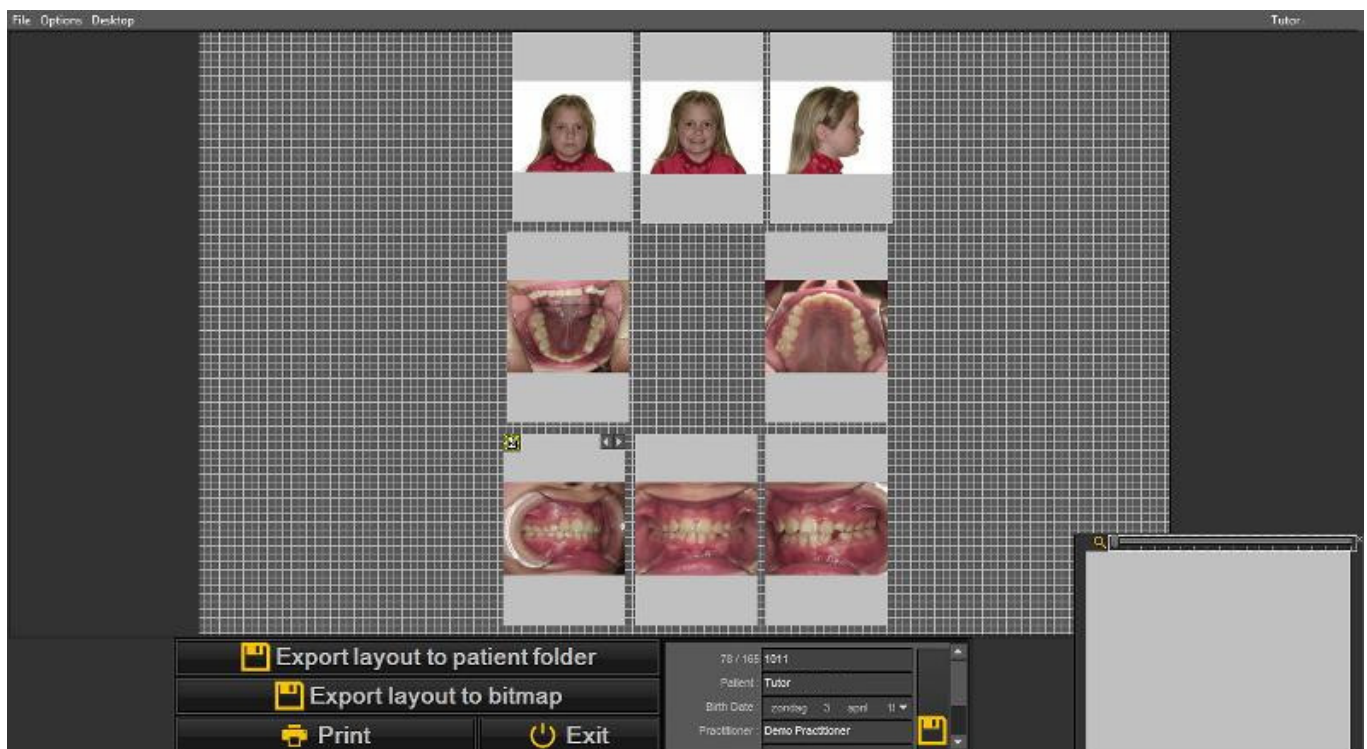 File Options Desktop Tutor
Export layout to patient folder
Export layout to bitmap
Print Exit
78 / 165 1011
Patient Tutor
Birth Date zondag 3 april
Practitioner Demo Practitioner